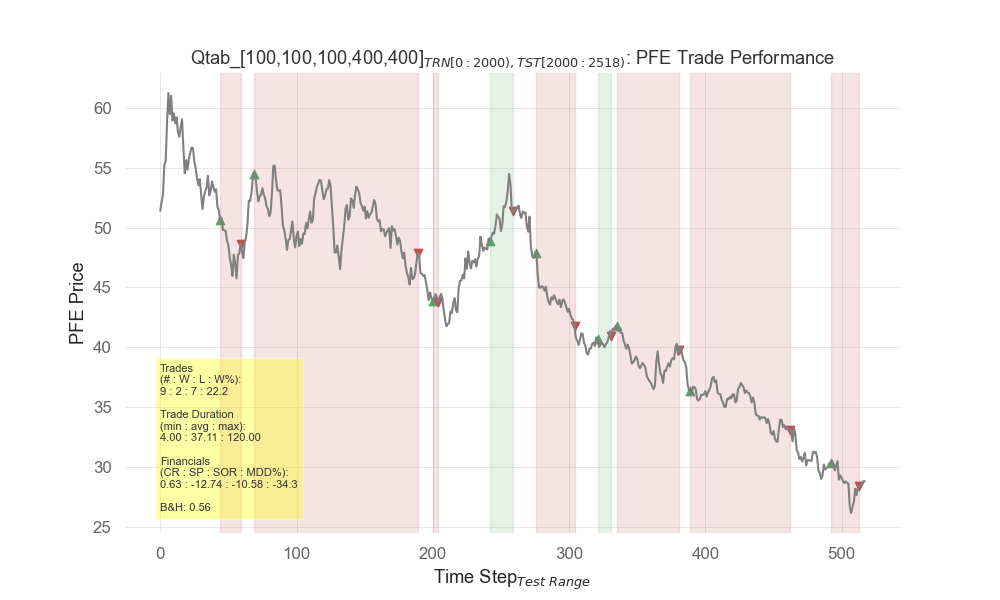 Qtab_[100,100,100,400,400]TRN[0 : 2000), TST[2000 : 2518): PFE Trade Performance
PFE Price
60
55
50
45
40
35
30
25
Trades
(# : W : L : W%):
9 : 2 : 7 : 22.2
Trade Duration
(min : avg : max):
4.00 : 37.11 : 120.00
Financials
(CR : SP : SOR : MDD%):
0.63 : -12.74 : -10.58 : -34.3
B&H: 0.56
0 100 200 300 400 500
Time StepTest Range